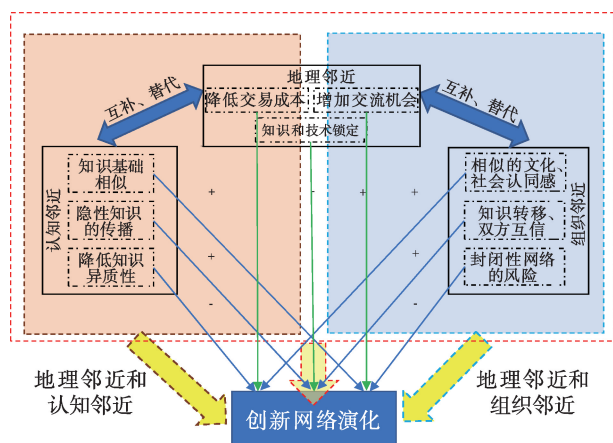 地理邻近
降低交易成本
增加交流机会
知识和技术锁定
互补、替代
互补、替代
认知邻近
知识基础
相似
隐性知识
的传播
降低知识
异质性
组织邻近
相似的文化、
社会认同感
知识转移、
双方互信
封闭性网络
的风险
+
-
+
+
+
+
-
-
地理邻近和
认知邻近
地理邻近和
组织邻近
创新网络演化